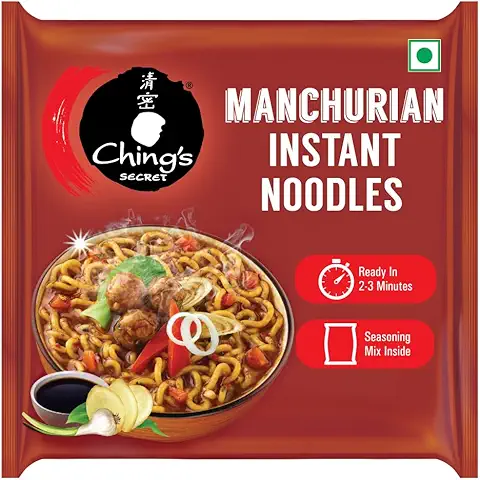 清
密
®
Ching's
SECRET
MANCHURIAN
INSTANT
NOODLES
Ready In
2-3 Minutes
Seasoning
Mix Inside